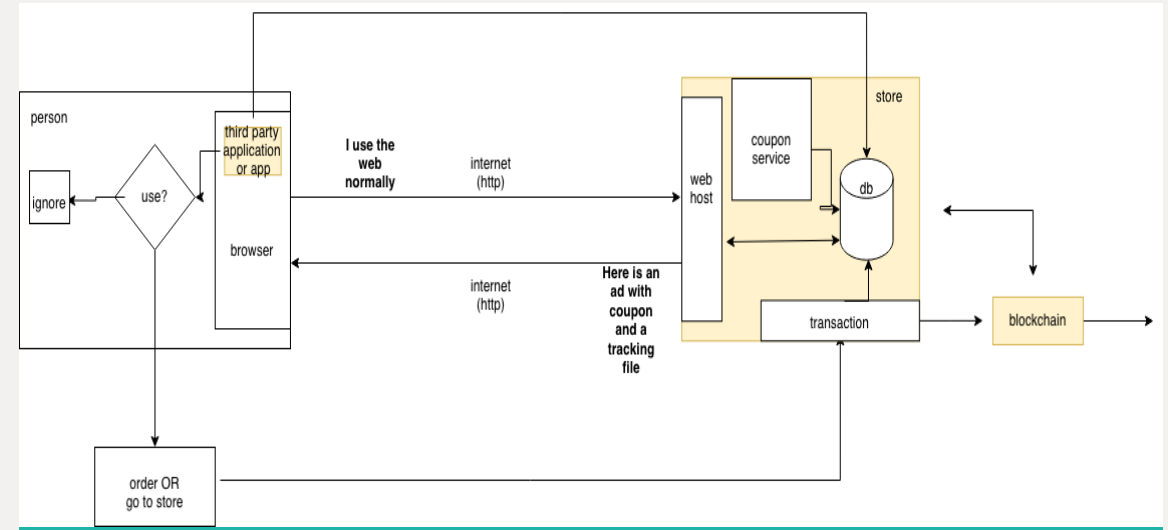 person
third party
application
or app
use?
ignore
browser
I use the
web
normally
internet
(http)
internet
(http)
Here is an
ad with
coupon
and a
tracking
file
store
coupon
service
web
host
db
transaction
blockchain
order OR
go to store